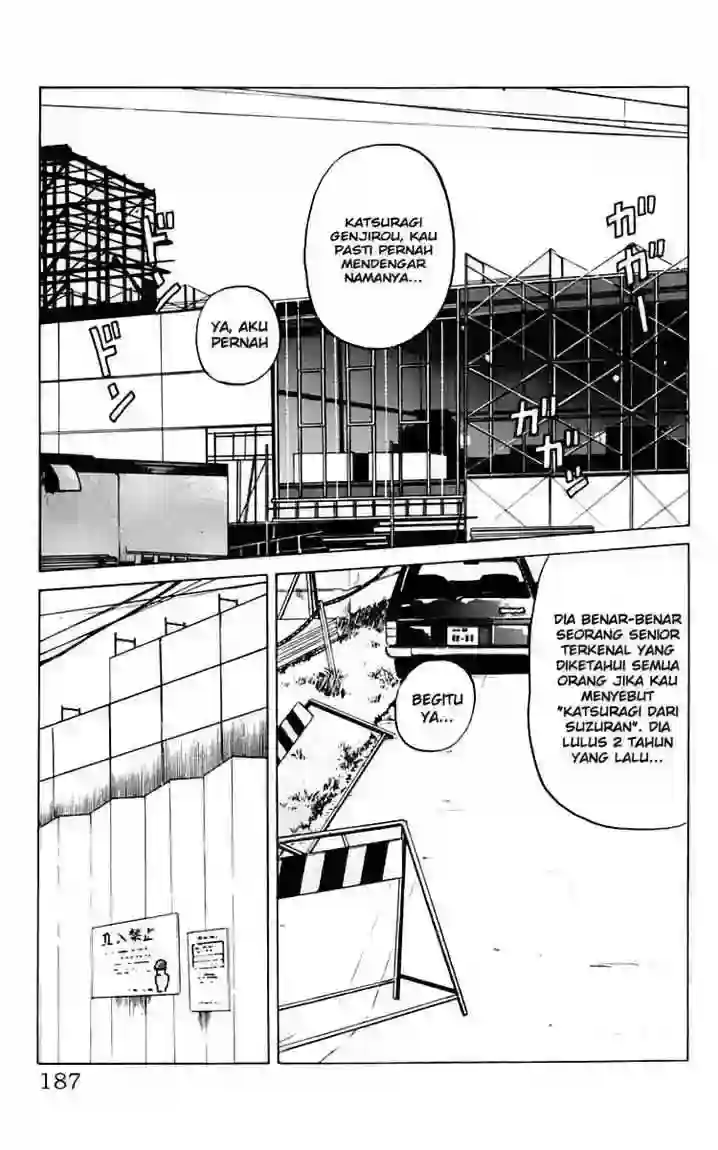 KATSURAGI
GENJIROU, KAU
PASTI PERNAH
MENDENGAR
NAMANYA...
YA, AKU
PERNAH
ガガー
ドドン
ガガガ
DIA BENAR-BENAR
SEORANG SENIOR
TERKENAL YANG
DIKETAHUI SEMUA
ORANG JIKA KAU
MENYEBUT
"KATSURAGI DARI
SUZURAN". DIA
LULUS 2 TAHUN
YANG LALU...
BEGITU
YA...
立入禁止
187